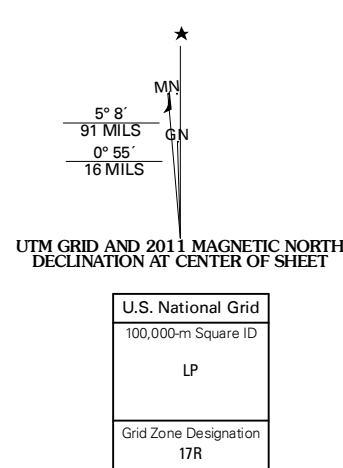 MN
5° 8´
91 MILS
GN
0° 55´
16 MILS
UTM GRID AND 2011 MAGNETIC NORTH
DECLINATION AT CENTER OF SHEET
U.S. National Grid
100,000-m Square ID
LP
Grid Zone Designation
17R